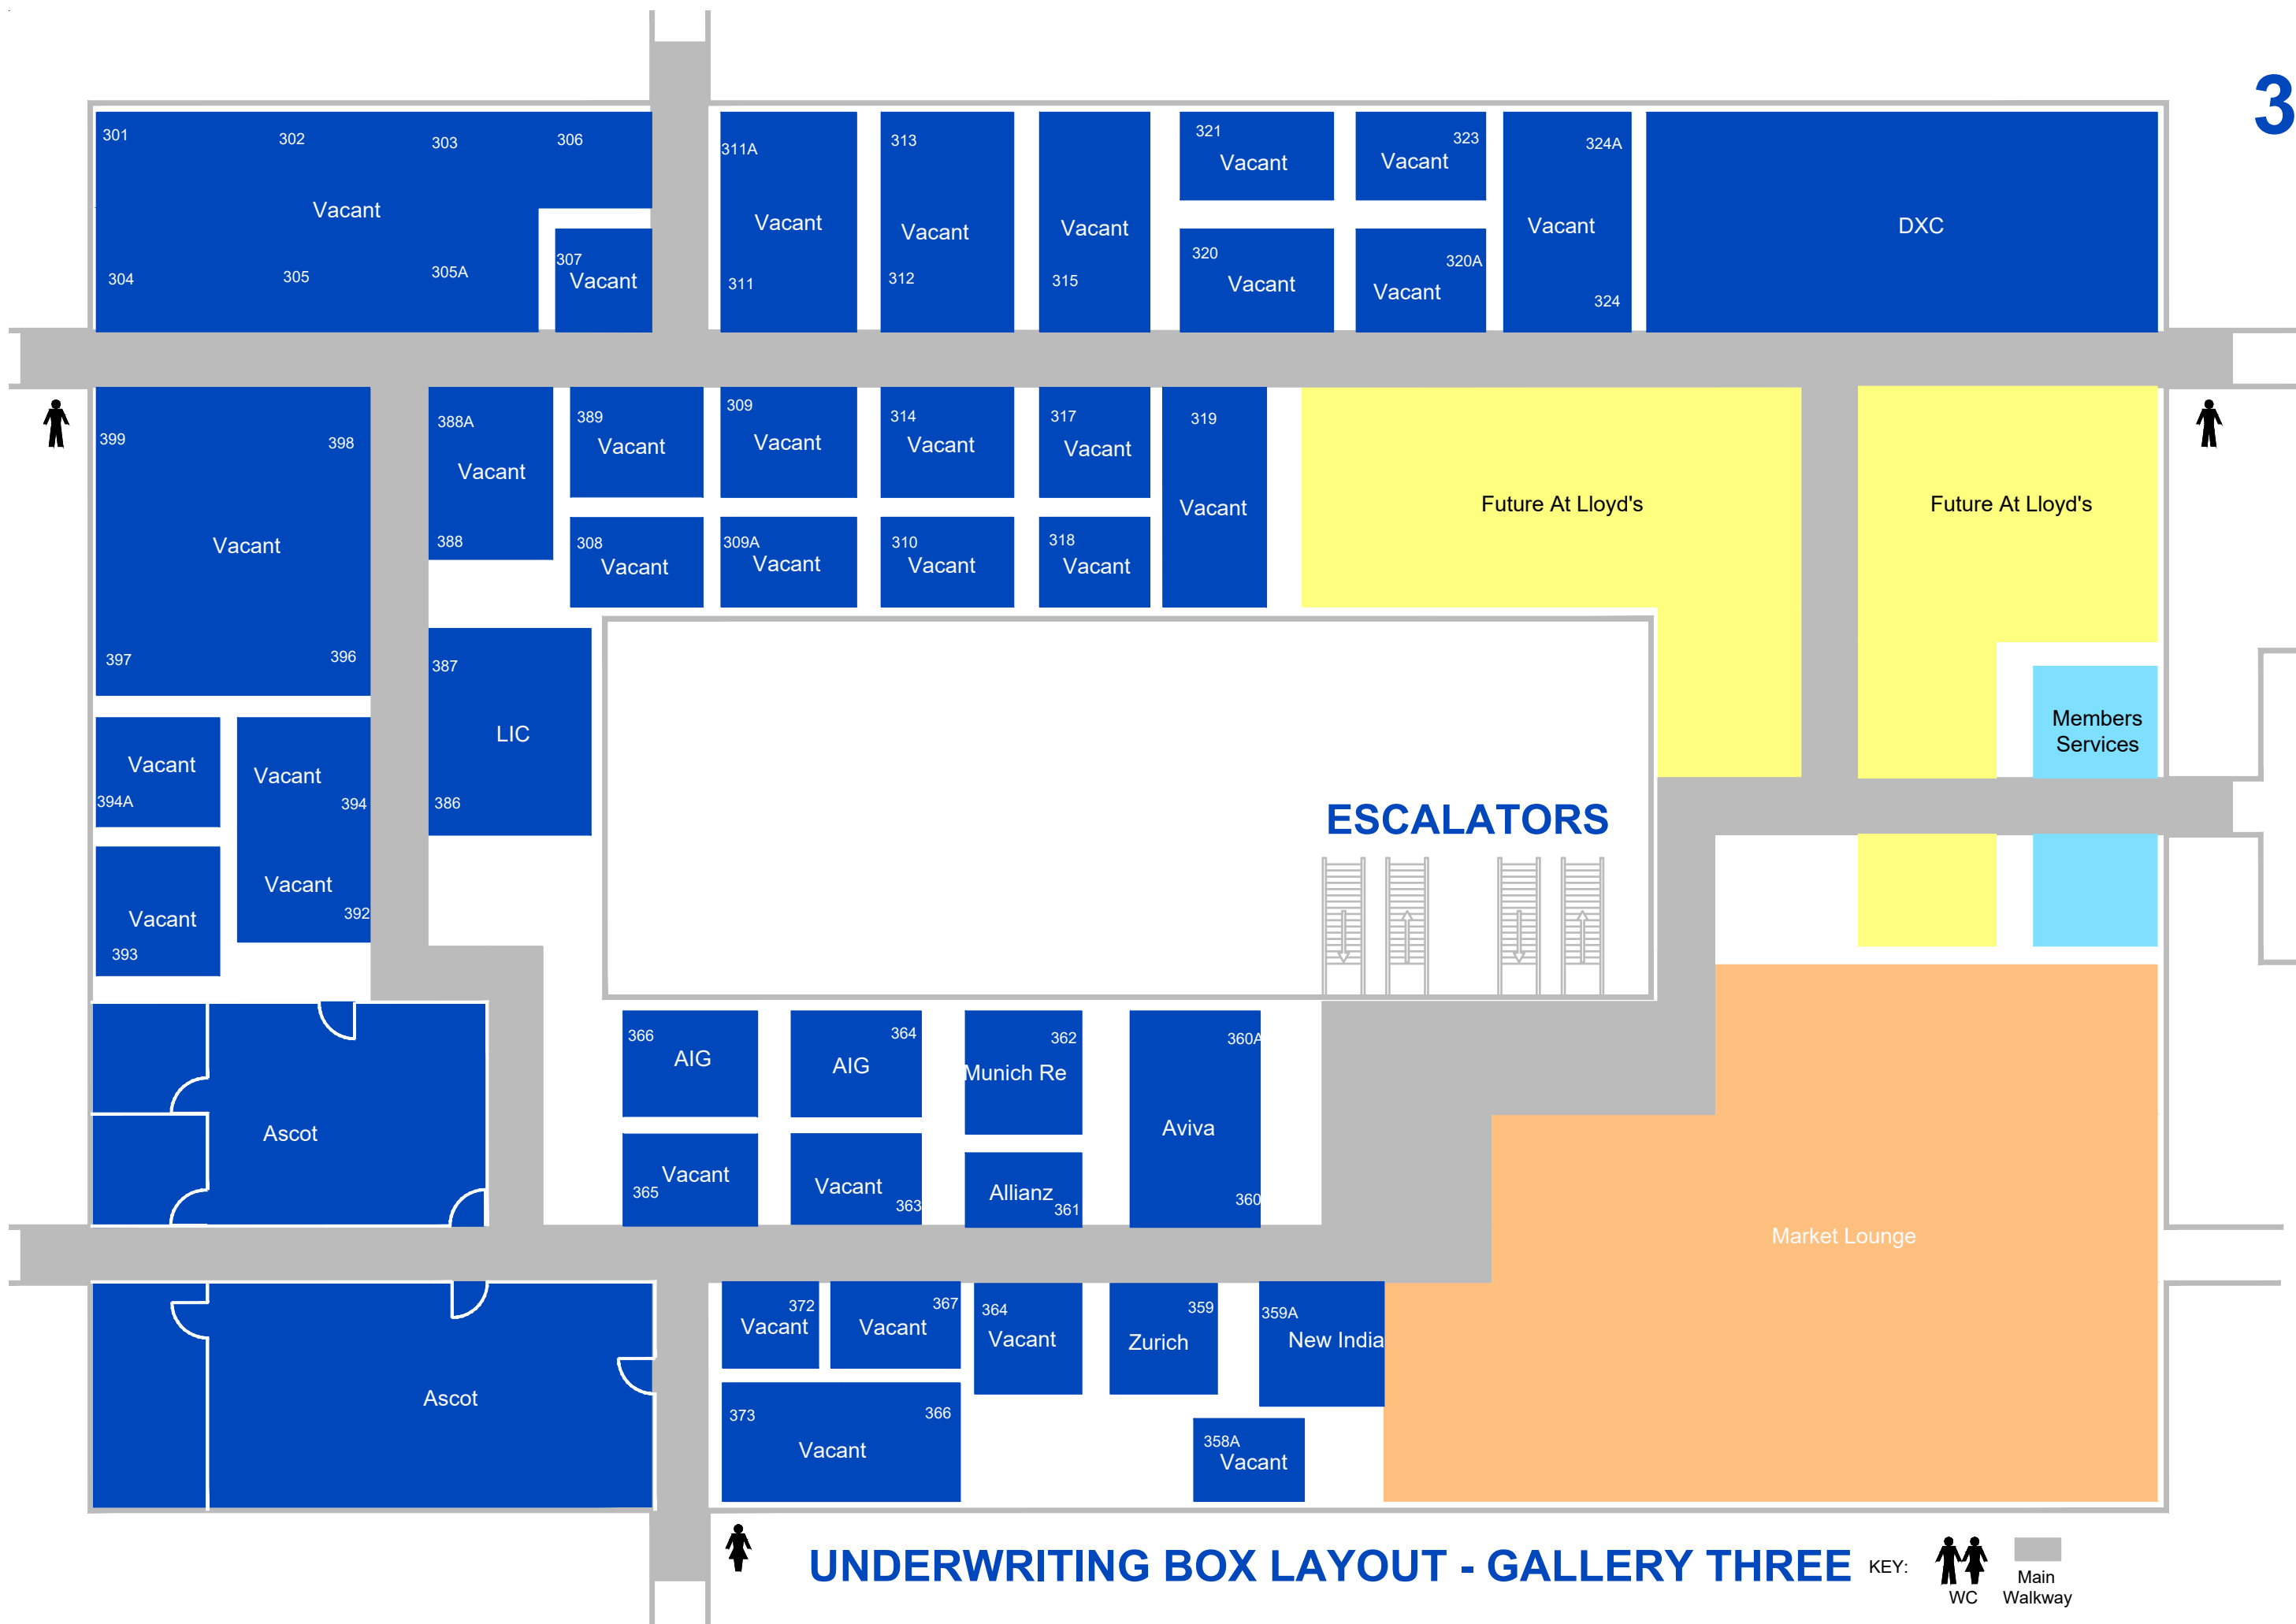 3
301
302
303
306
Vacant
304
305
305A
307
Vacant
311A
Vacant
311
313
Vacant
312
Vacant
315
321
Vacant
323
Vacant
320
Vacant
320A
Vacant
324A
Vacant
324
DXC
399
398
Vacant
397
396
388A
Vacant
388
389
Vacant
308
Vacant
309
Vacant
309A
Vacant
314
Vacant
310
Vacant
317
Vacant
318
Vacant
319
Vacant
Future At Lloyd's
Future At Lloyd's
Members
Services
387
LIC
386
Vacant
394A
Vacant
394
Vacant
392
Vacant
393
ESCALATORS
Ascot
366
AIG
364
AIG
362
Munich Re
360A
Aviva
360
Vacant
365
Vacant
363
Allianz
361
Market Lounge
Ascot
372
Vacant
367
Vacant
364
Vacant
359
Zurich
359A
New India
373
366
Vacant
358A
Vacant
UNDERWRITING BOX LAYOUT - GALLERY THREE
KEY:
WC
Main
Walkway